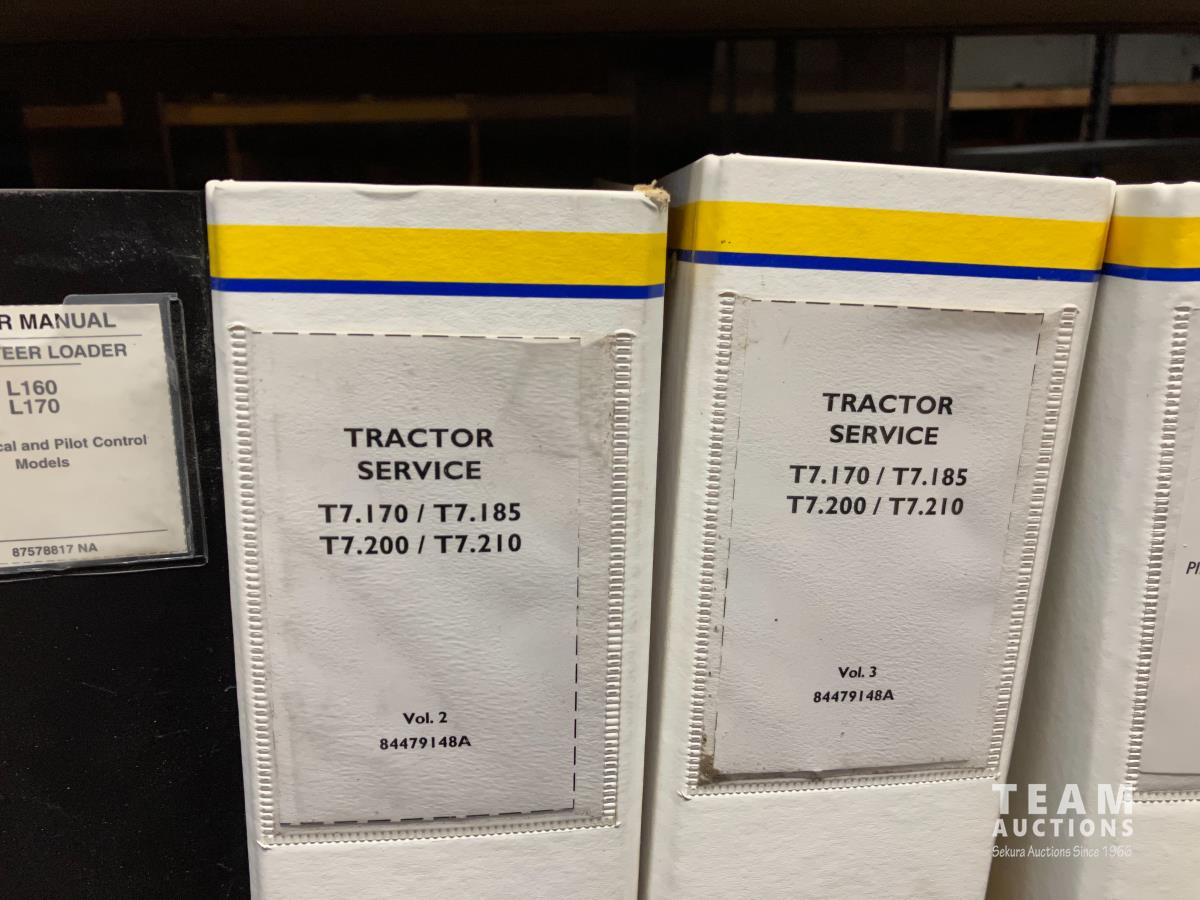 R MANUAL
EER LOADER
L160
L170
cal and Pilot Control
Models
87578817 NA
TRACTOR
SERVICE
T7.170 / T7.185
T7.200 / T7.210
Vol. 2
84479148A
TRACTOR
SERVICE
T7.170 / T7.185
T7.200 / T7.210
Vol. 3
84479148A
TEAM
AUCTIONS
Sekura Auctions Since 1966